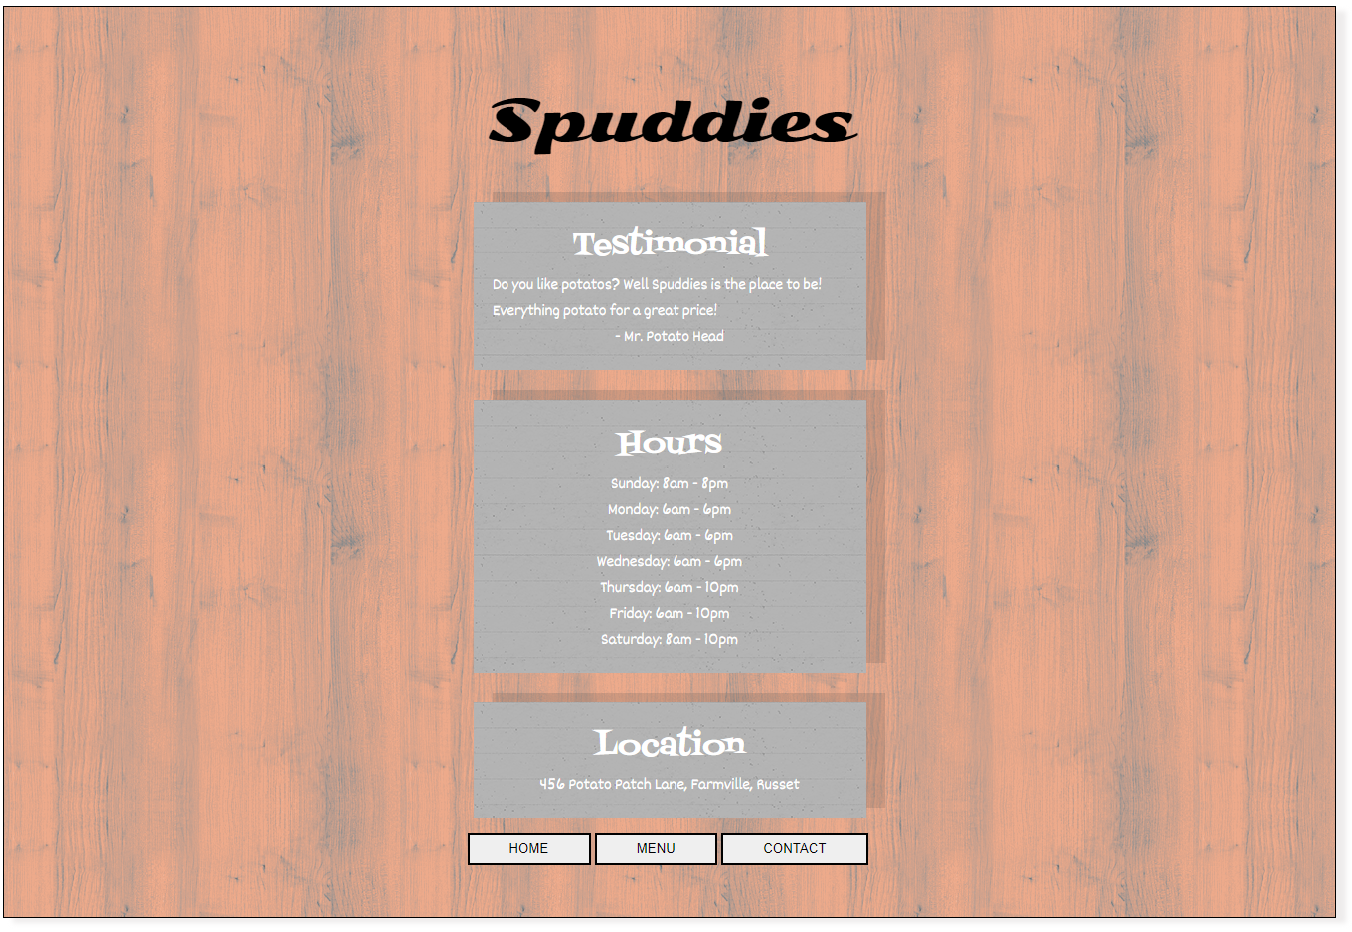 Spuddies
Testimonial
Do you like potatos? Well Spuddies is the place to be!
Everything potato for a great price!
- Mr. Potato Head
Hours
Sunday: 8am - 8pm
Monday: 6am - 6pm
Tuesday: 6am - 6pm
Wednesday: 6am - 6pm
Thursday: 6am - 10pm
Friday: 6am - 10pm
Saturday: 8am - 10pm
Location
456 Potato Patch Lane, Farmville, Russet
HOME MENU CONTACT